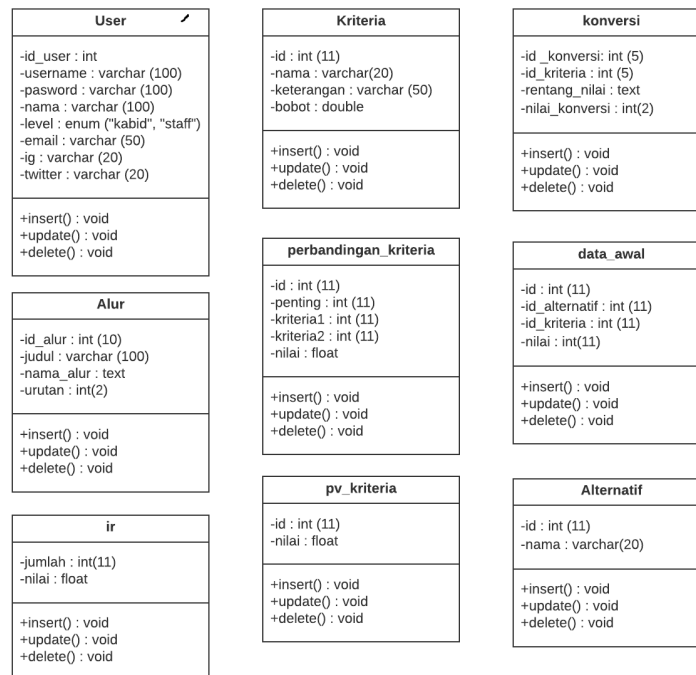 User
-id_user : int
-username : varchar (100)
-pasword : varchar (100)
-nama : varchar (100)
-level : enum ("kabid", "staff")
-email : varchar (50)
-ig : varchar (20)
-twitter : varchar (20)
+insert() : void
+update() : void
+delete() : void
Alur
-id_alur : int (10)
-judul : varchar (100)
-nama_alur : text
-urutan : int(2)
+insert() : void
+update() : void
+delete() : void
ir
-jumlah : int(11)
-nilai : float
+insert() : void
+update() : void
+delete() : void
Kriteria
-id : int (11)
-nama : varchar(20)
-keterangan : varchar (50)
-bobot : double
+insert() : void
+update() : void
+delete() : void
perbandingan_kriteria
-id : int (11)
-penting : int (11)
-kriteria1 : int (11)
-kriteria2 : int (11)
-nilai : float
+insert() : void
+update() : void
+delete() : void
pv_kriteria
-id : int (11)
-nilai : float
+insert() : void
+update() : void
+delete() : void
konversi
-id _konversi: int (5)
-id_kriteria : int (5)
-rentang_nilai : text
-nilai_konversi : int(2)
+insert() : void
+update() : void
+delete() : void
data_awal
-id : int (11)
-id_alternatif : int (11)
-id_kriteria : int (11)
-nilai : int(11)
+insert() : void
+update() : void
+delete() : void
Alternatif
-id : int (11)
-nama : varchar(20)
+insert() : void
+update() : void
+delete() : void